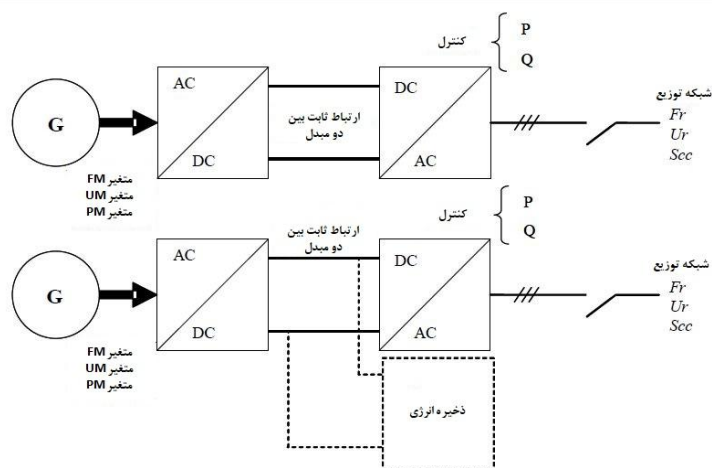 کنترل
P
Q
G
AC
DC
ارتباط ثابت بین
دو مبدل
DC
AC
شبکه توزیع
Fr
Ur
Scc
متغیر FM
متغیر UM
متغیر PM
کنترل
P
Q
G
AC
DC
ارتباط ثابت بین
دو مبدل
DC
AC
شبکه توزیع
Fr
Ur
Scc
متغیر FM
متغیر UM
متغیر PM
ذخیره انرژی